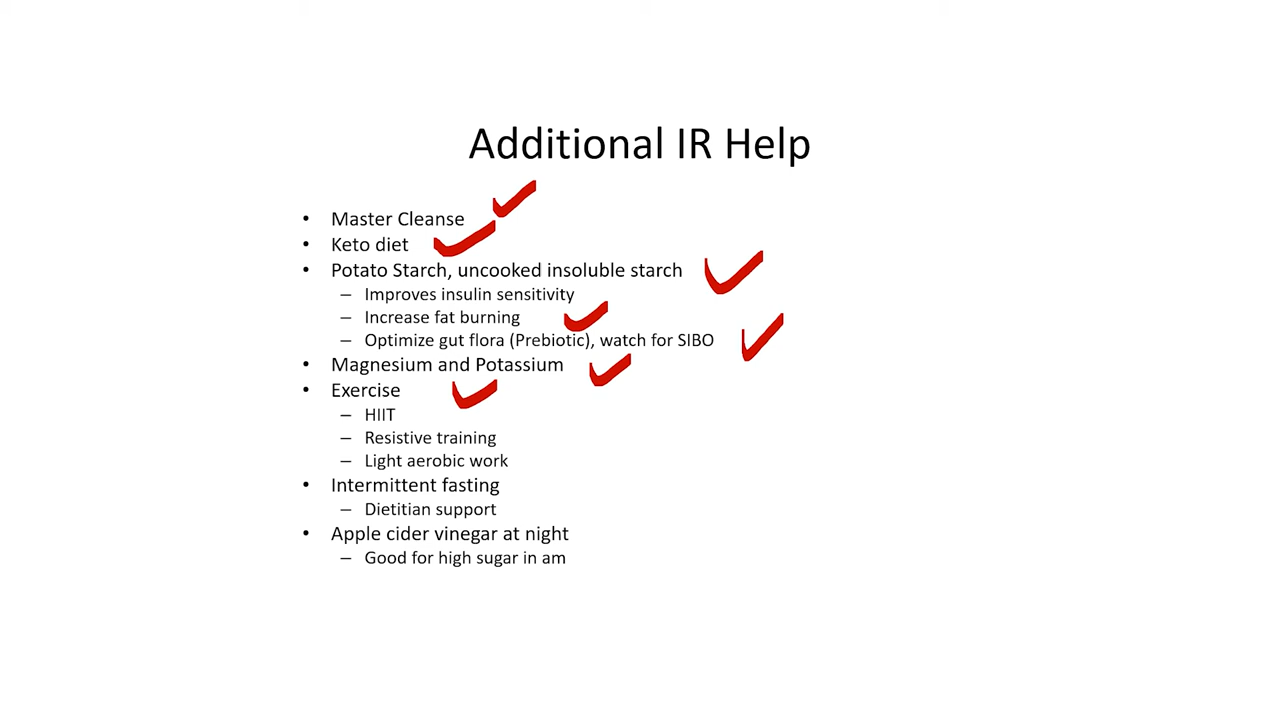 Additional IR Help
• Master Cleanse
• Keto diet
• Potato Starch, uncooked insoluble starch
– Improves insulin sensitivity
– Increase fat burning
– Optimize gut flora (Prebiotic), watch for SIBO
• Magnesium and Potassium
• Exercise
– HIIT
– Resistive training
– Light aerobic work
• Intermittent fasting
– Dietitian support
• Apple cider vinegar at night
– Good for high sugar in am